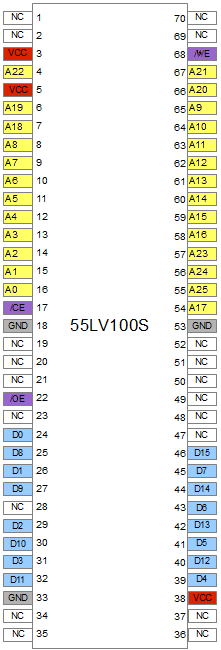 NC 1 70 NC
NC 2 69 NC
VCC 3 68 /WE
A22 4 67 A21
VCC 5 66 A20
A19 6 65 A9
A18 7 64 A10
A8 8 63 A11
A7 9 62 A12
A6 10 61 A13
A5 11 60 A14
A4 12 59 A15
A3 13 58 A16
A2 14 57 A23
A1 15 56 A24
A0 16 55 A25
/CE 17 54 A17
GND 18 55LV100S 53 GND
NC 19 52 NC
NC 20 51 NC
NC 21 50 NC
/OE 22 49 NC
NC 23 48 NC
D0 24 47 NC
D8 25 46 D15
D1 26 45 D7
D9 27 44 D14
NC 28 43 D6
D2 29 42 D13
D10 30 41 D5
D3 31 40 D12
D11 32 39 D4
GND 33 38 VCC
NC 34 37 NC
NC 35 36 NC